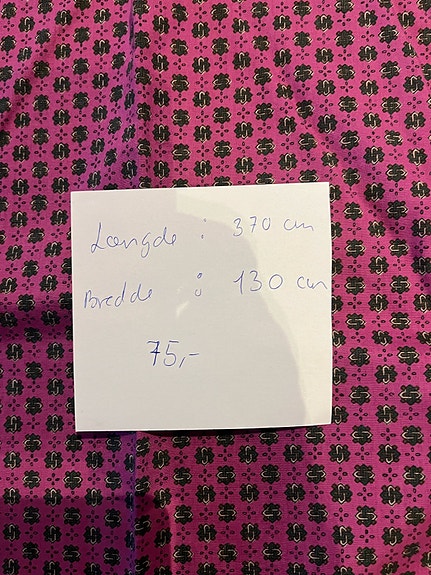 Længde : 370 cm
Bredde : 130 cm
75,-